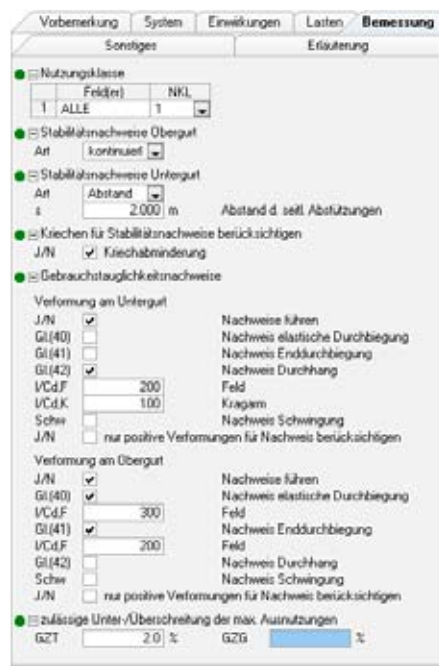 Vorbemerkung System Einwirkungen Lasten Bemessung
Sonstiges Erläuterung
Nutzungsklasse
Feld(er) NKL
1 ALLE 1
Stabilitätsnachweise Obergurt
Art kontinuierl
Stabilitätsnachweise Untergurt
Art Abstand
s 2.000 m Abstand d. seitl. Abstützungen
Kriechen für Stabilitätsnachweise berücksichtigen
J/N Kriechabminderung
Gebrauchstauglichkeitsnachweise
Verformung am Untergurt
J/N Nachweise führen
Gl.(40) Nachweis elastische Durchbiegung
Gl.(41) Nachweis Enddurchbiegung
Gl.(42) Nachweis Durchhang
l/Cd,F 200 Feld
l/Cd,K 100 Kragarm
Schw Nachweis Schwingung
J/N nur positive Verformungen für Nachweis berücksichtigen
Verformung am Obergurt
J/N Nachweise führen
Gl.(40) Nachweis elastische Durchbiegung
l/Cd,F 300 Feld
Gl.(41) Nachweis Enddurchbiegung
l/Cd,F 200 Feld
Gl.(42) Nachweis Durchhang
Schw Nachweis Schwingung
J/N nur positive Verformungen für Nachweis berücksichtigen
zulässige Unter-/Überschreitung der max. Ausnutzungen
GZT 2.0 % GZG %